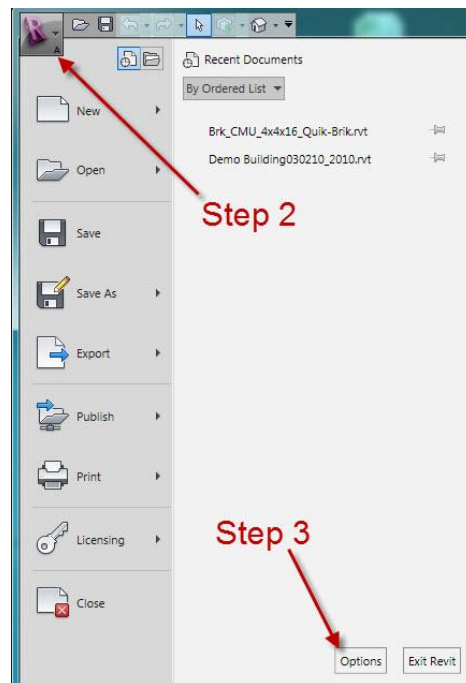 R
A
Recent Documents
By Ordered List
New
Brk_CMU_4x4x16_Quik-Brik.rvt
Open
Demo Building030210_2010.rvt
Step 2
Save
Save As
Export
Publish
Print
Licensing
Step 3
Close
Options
Exit Revit